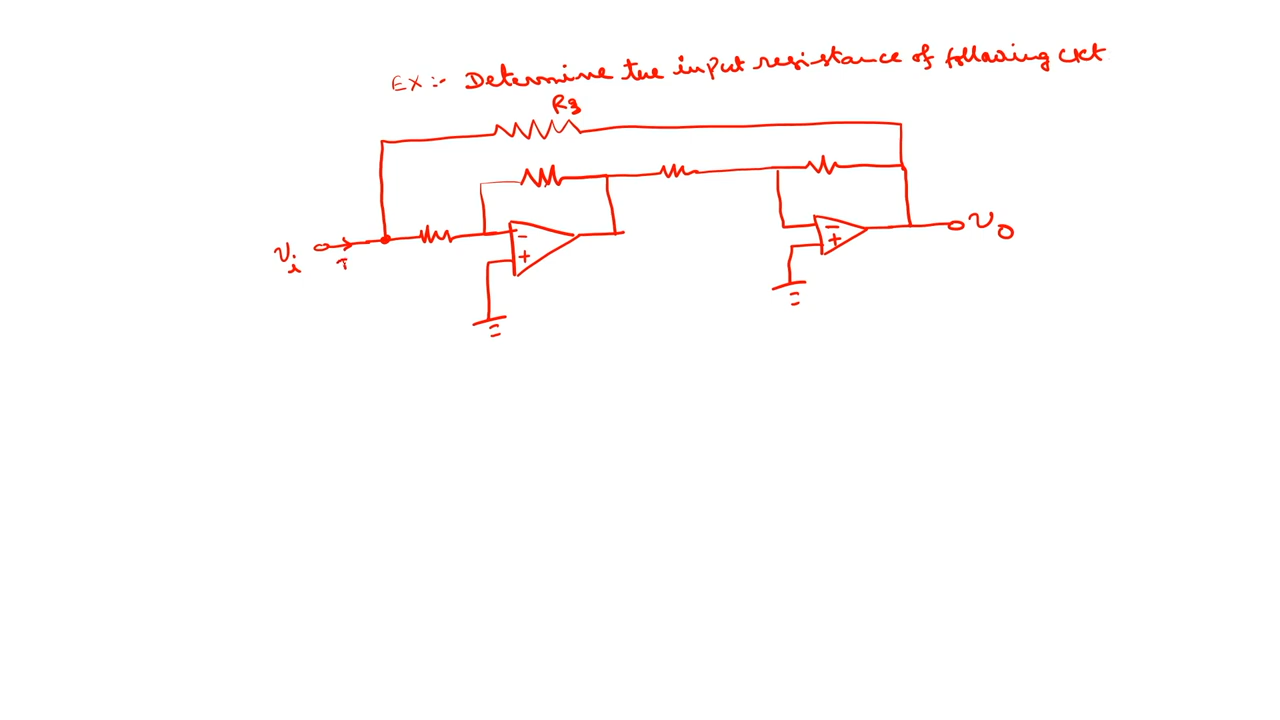 Ex :- Determine the input resistance of following ckt
R3
- +
- +
Vi
I
Vo